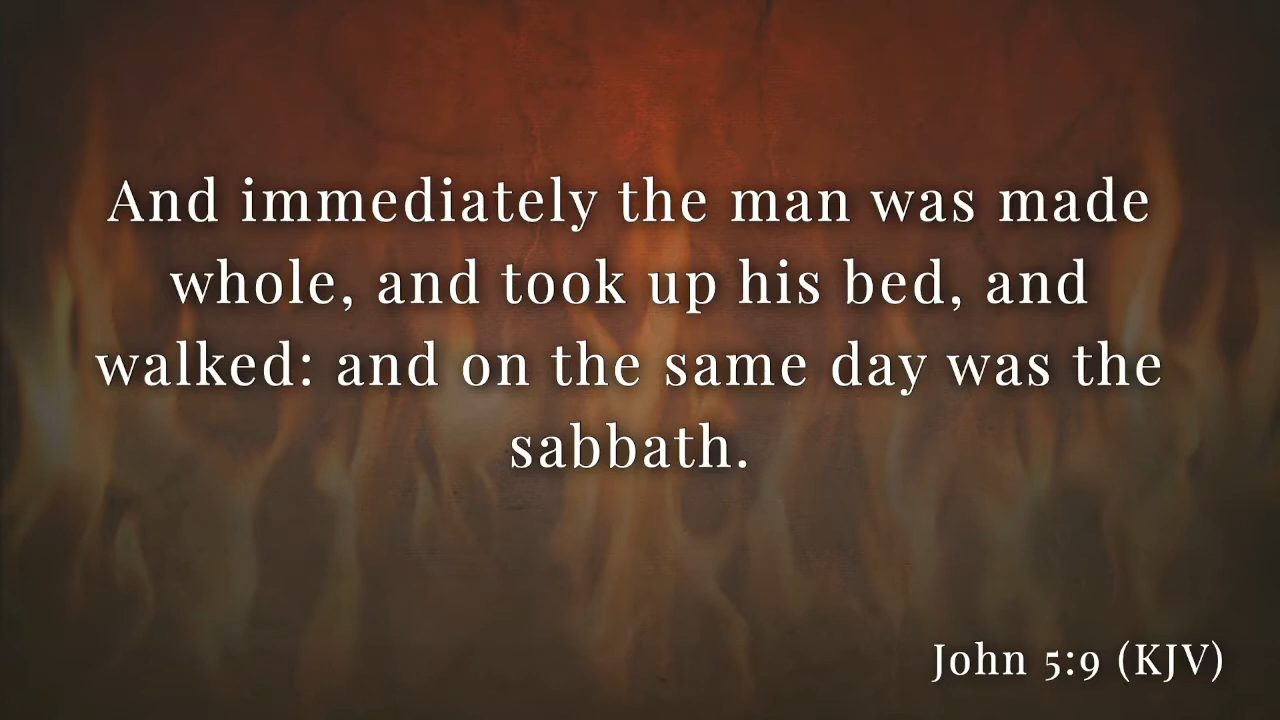 And immediately the man was made
whole, and took up his bed, and
walked: and on the same day was the
sabbath.
John 5:9 (KJV)